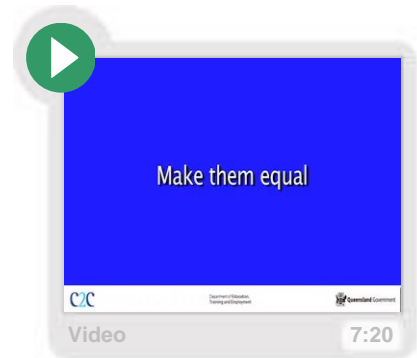 Make them equal
C2C
Department of Education,
Training and Employment
Queensland Government
Video
7:20